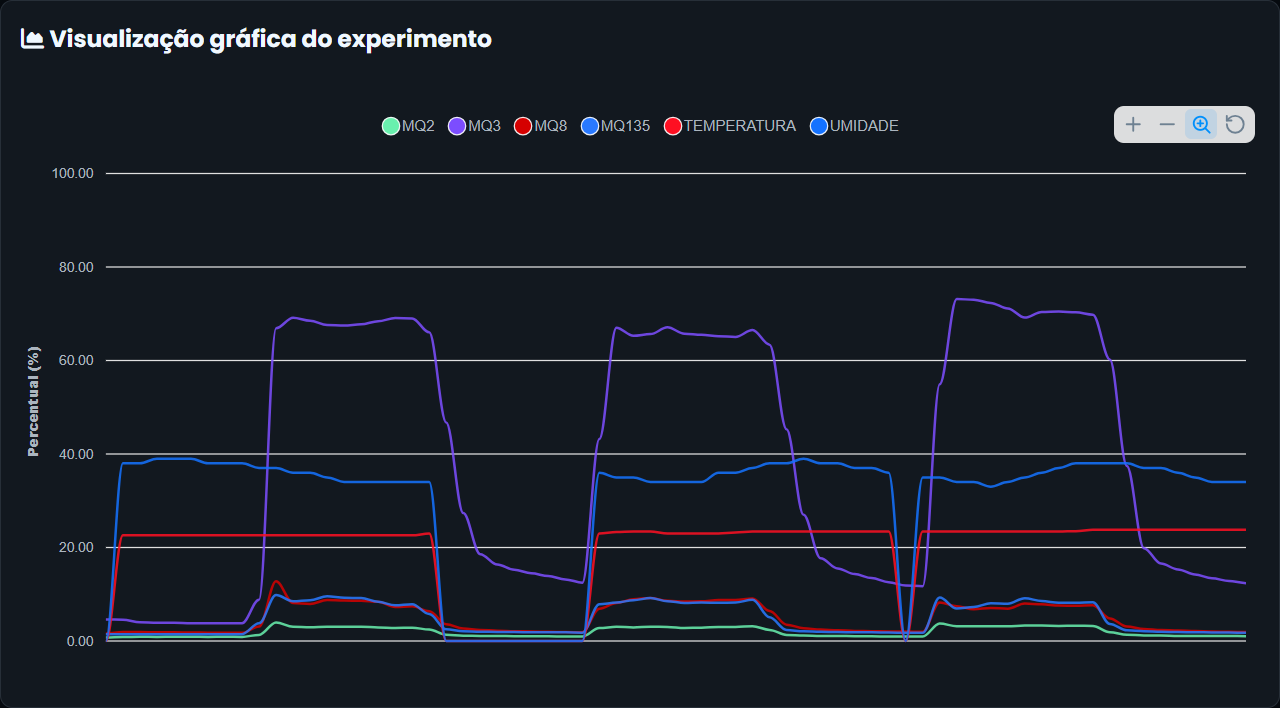 Visualização gráfica do experimento
MQ2 MQ3 MQ8 MQ135 TEMPERATURA UMIDADE
100.00
80.00
60.00
40.00
20.00
0.00
Percentual (%)